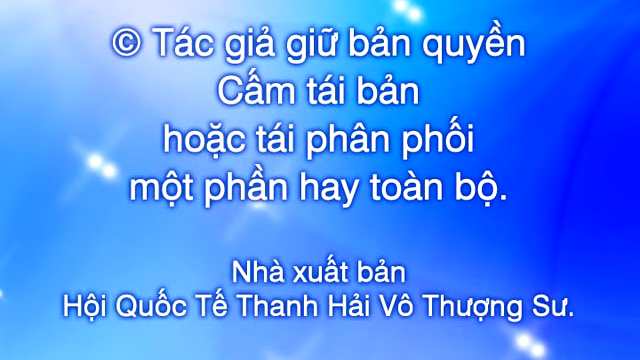 © Tác giả giữ bản quyền
Cấm tái bản
hoặc tái phân phối
một phần hay toàn bộ.
Nhà xuất bản
Hội Quốc Tế Thanh Hải Vô Thượng Sư.